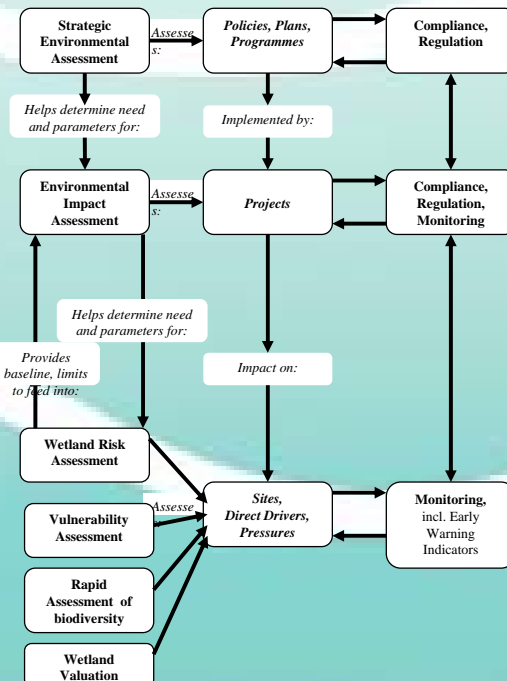 Strategic
Environmental
Assessment
Assesse
s:
Policies, Plans,
Programmes
Compliance,
Regulation
Helps determine need
and parameters for:
Implemented by:
Environmental
Impact
Assessment
Assesse
s:
Projects
Compliance,
Regulation,
Monitoring
Helps determine need
and parameters for:
Provides
baseline, limits
to feed into:
Impact on:
Wetland Risk
Assessment
Vulnerability
Assessment
Assesse
s:
Sites,
Direct Drivers,
Pressures
Monitoring,
incl. Early
Warning
Indicators
Rapid
Assessment of
biodiversity
Wetland
Valuation